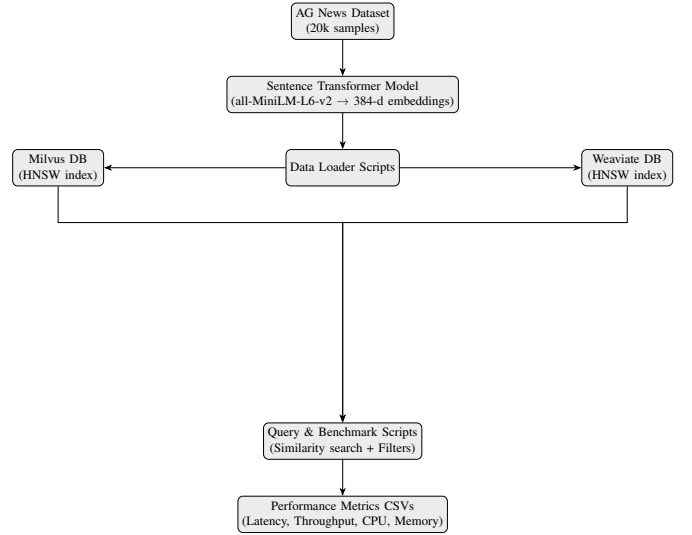 AG News Dataset
(20k samples)
Sentence Transformer Model
(all-MiniLM-L6-v2 → 384-d embeddings)
Milvus DB
(HNSW index)
Data Loader Scripts
Weaviate DB
(HNSW index)
Query & Benchmark Scripts
(Similarity search + Filters)
Performance Metrics CSVs
(Latency, Throughput, CPU, Memory)